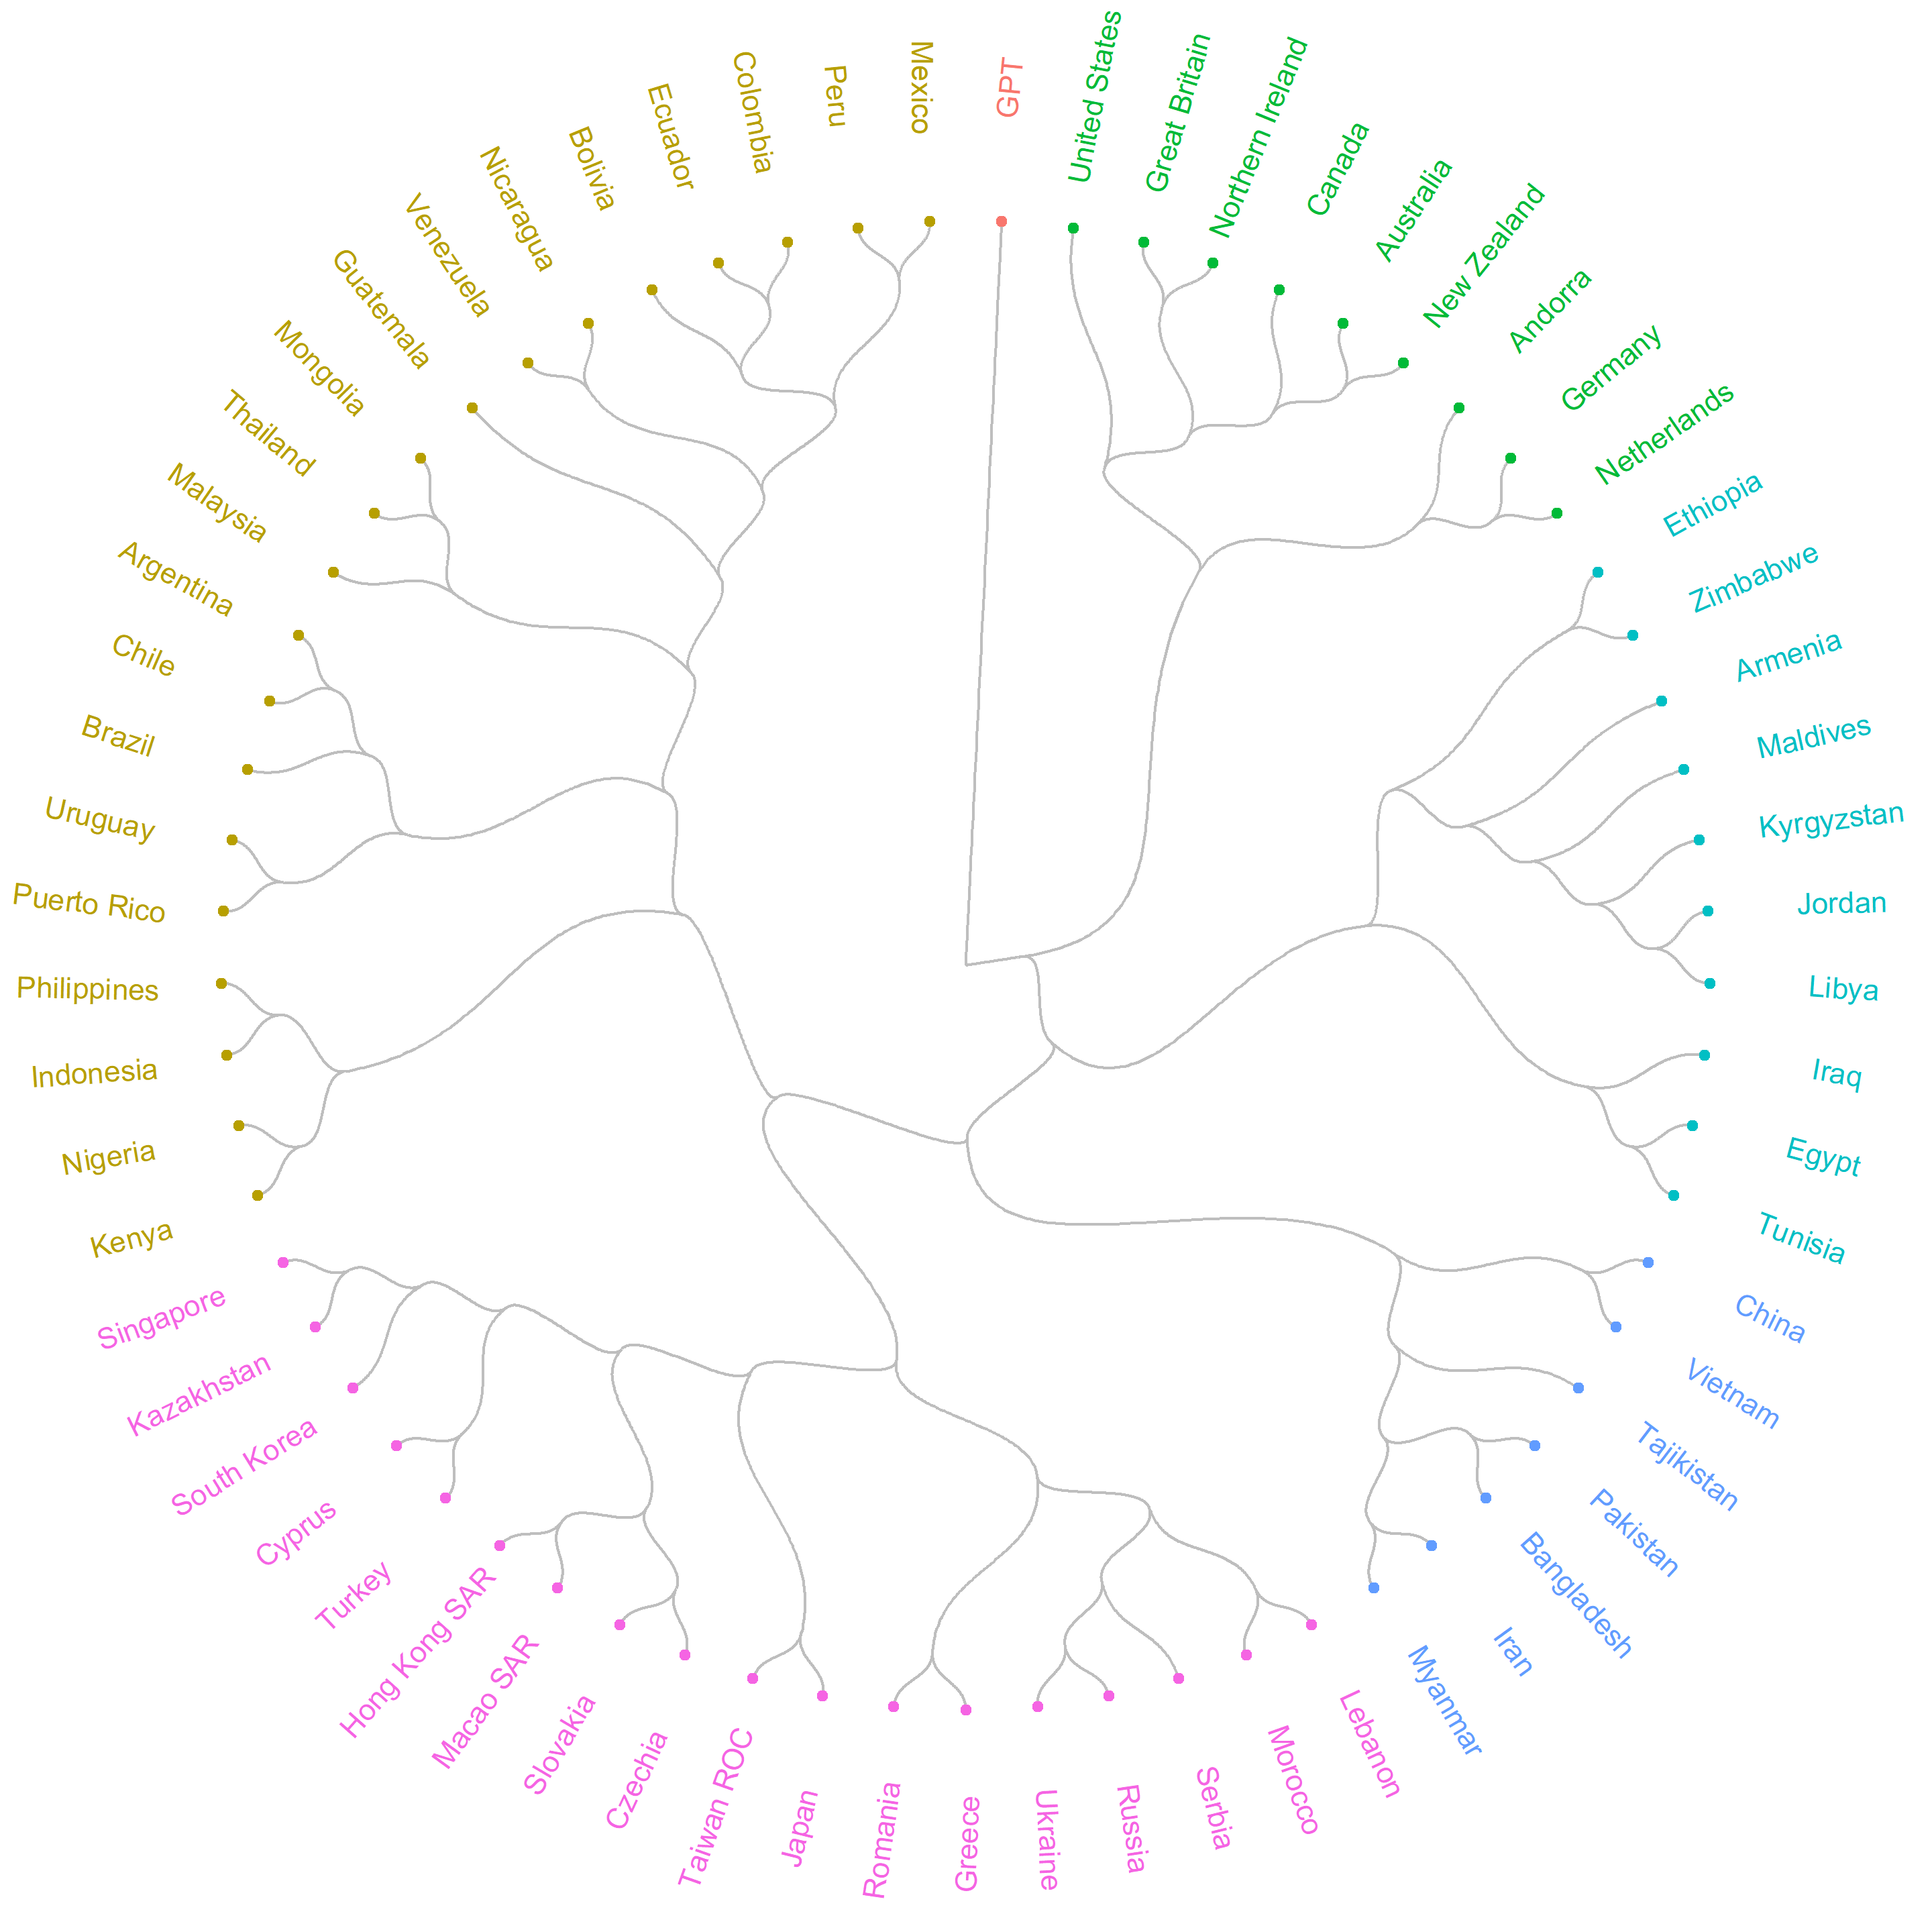 GPT
United States
Great Britain
Northern Ireland
Canada
Australia
New Zealand
Andorra
Germany
Netherlands
Ethiopia
Zimbabwe
Armenia
Maldives
Kyrgyzstan
Jordan
Libya
Iraq
Egypt
Tunisia
China
Vietnam
Tajikistan
Pakistan
Bangladesh
Iran
Myanmar
Lebanon
Morocco
Serbia
Russia
Ukraine
Greece
Romania
Japan
Taiwan ROC
Czechia
Slovakia
Macao SAR
Hong Kong SAR
Turkey
Cyprus
South Korea
Kazakhstan
Singapore
Kenya
Nigeria
Indonesia
Philippines
Puerto Rico
Uruguay
Brazil
Chile
Argentina
Malaysia
Thailand
Mongolia
Guatemala
Venezuela
Nicaragua
Bolivia
Ecuador
Colombia
Peru
Mexico